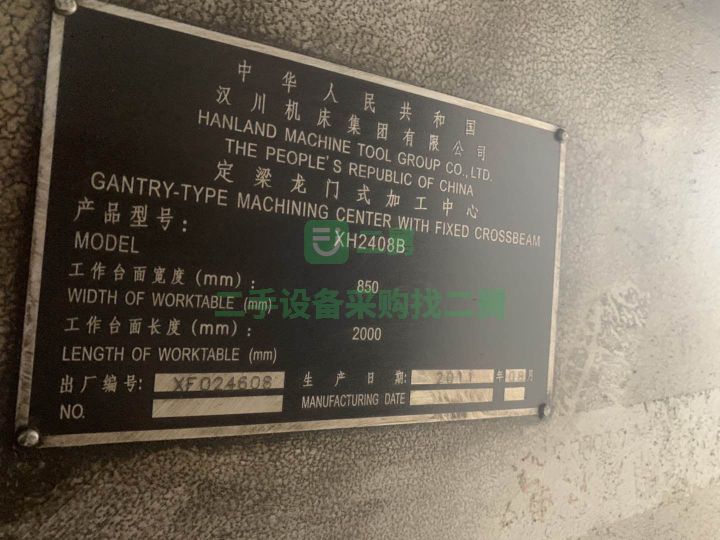 中华人民共和国
汉川机床集团有限公司
HANLAND MACHINE TOOL GROUP CO.,LTD.
THE PEOPLE'S REPUBLIC OF CHINA
定梁龙门式加工中心
GANTRY-TYPE MACHINING CENTER WITH FIXED CROSSBEAM
产品型号: XH2408B
MODEL
工作台面宽度(mm): 850
WIDTH OF WORKTABLE (mm)
二手设备采购找二掌
工作台面长度(mm): 2000
LENGTH OF WORKTABLE (mm)
出厂编号: XF024608 生产日期: 2011 年 08 月
NO. MANUFACTURING DATE